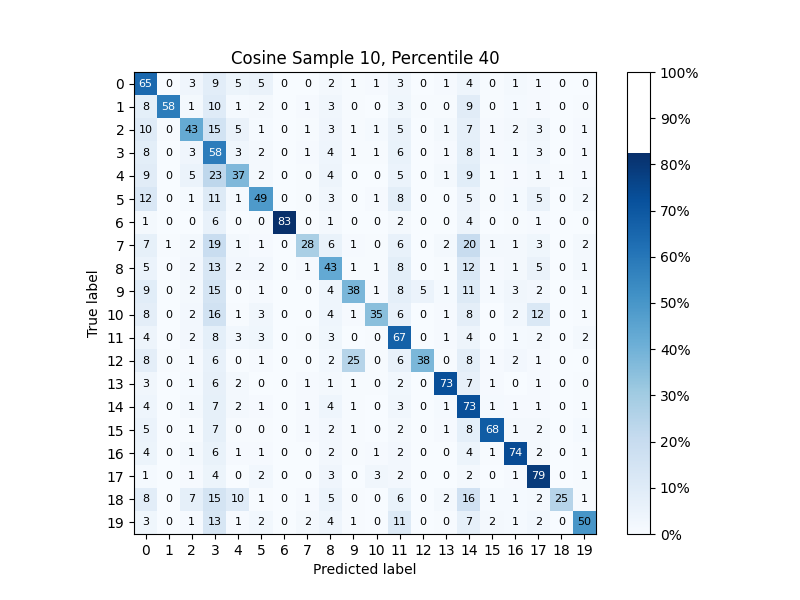 Cosine Sample 10, Percentile 40
True label
0 65 0 3 9 5 5 0 0 2 1 1 3 0 1 4 0 1 1 0 0
1 8 58 1 10 1 2 0 1 3 0 0 3 0 0 9 0 1 1 0 0
2 10 0 43 15 5 1 0 1 3 1 1 5 0 1 7 1 2 3 0 1
3 8 0 3 58 3 2 0 1 4 1 1 6 0 1 8 1 1 3 0 1
4 9 0 5 23 37 2 0 0 4 0 0 5 0 1 9 1 1 1 1 1
5 12 0 1 11 1 49 0 0 3 0 1 8 0 0 5 0 1 5 0 2
6 1 0 0 6 0 0 83 0 1 0 0 2 0 0 4 0 0 1 0 0
7 7 1 2 19 1 1 0 28 6 1 0 6 0 2 20 1 1 3 0 2
8 5 0 2 13 2 2 0 1 43 1 1 8 0 1 12 1 1 5 0 1
9 9 0 2 15 0 1 0 0 4 38 1 8 5 1 11 1 3 2 0 1
10 8 0 2 16 1 3 0 0 4 1 35 6 0 1 8 0 2 12 0 1
11 4 0 2 8 3 3 0 0 3 0 0 67 0 1 4 0 1 2 0 2
12 8 0 1 6 0 1 0 0 2 25 0 6 38 0 8 1 2 1 0 0
13 3 0 1 6 2 0 0 1 1 1 0 2 0 73 7 1 0 1 0 0
14 4 0 1 7 2 1 0 1 4 1 0 3 0 1 73 1 1 1 0 1
15 5 0 1 7 0 0 0 1 2 1 0 2 0 1 8 68 1 2 0 1
16 4 0 1 6 1 1 0 0 2 0 1 2 0 0 4 1 74 2 0 1
17 1 0 1 4 0 2 0 0 3 0 3 2 0 0 2 0 1 79 0 1
18 8 0 7 15 10 1 0 1 5 0 0 6 0 2 16 1 1 2 25 1
19 3 0 1 13 1 2 0 2 4 1 0 11 0 0 7 2 1 2 0 50
0 1 2 3 4 5 6 7 8 9 10 11 12 13 14 15 16 17 18 19
Predicted label
100%
90%
80%
70%
60%
50%
40%
30%
20%
10%
0%